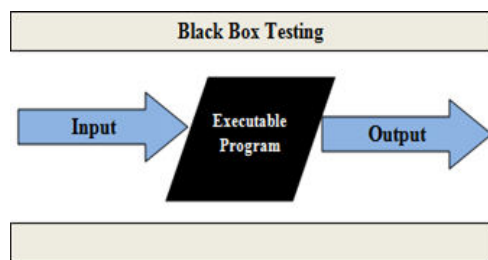 Black Box Testing
Input
Executable
Program
Output